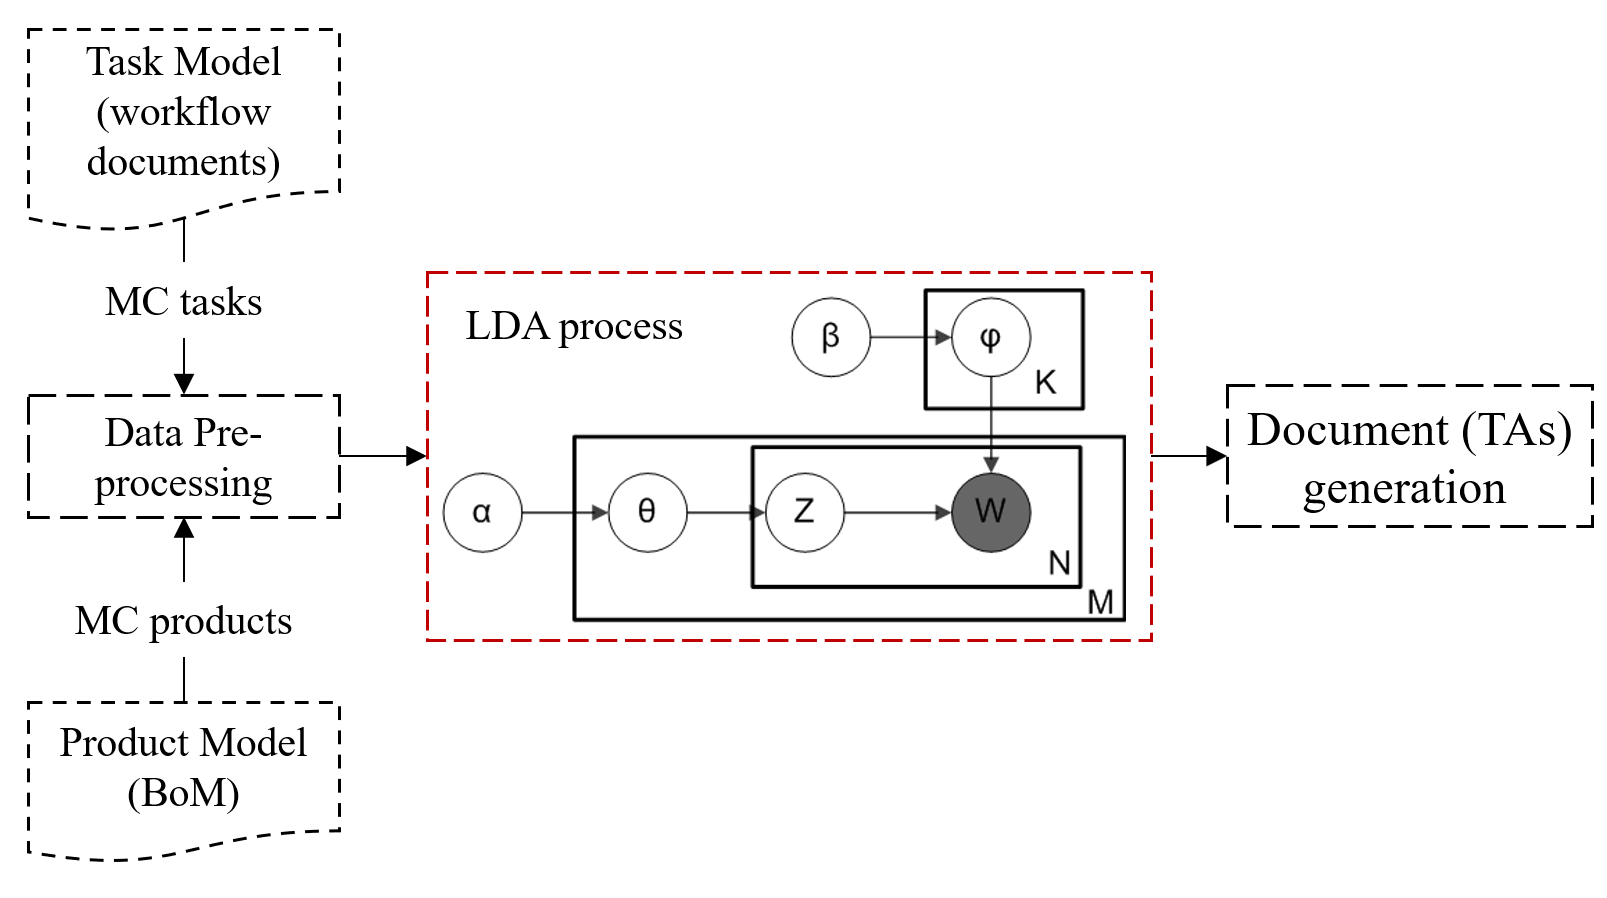 Task Model
(workflow
documents)
MC tasks
Data Pre-
processing
MC products
Product Model
(BoM)
LDA process
β
φ
K
α
θ
Z
W
N
M
Document (TAs)
generation